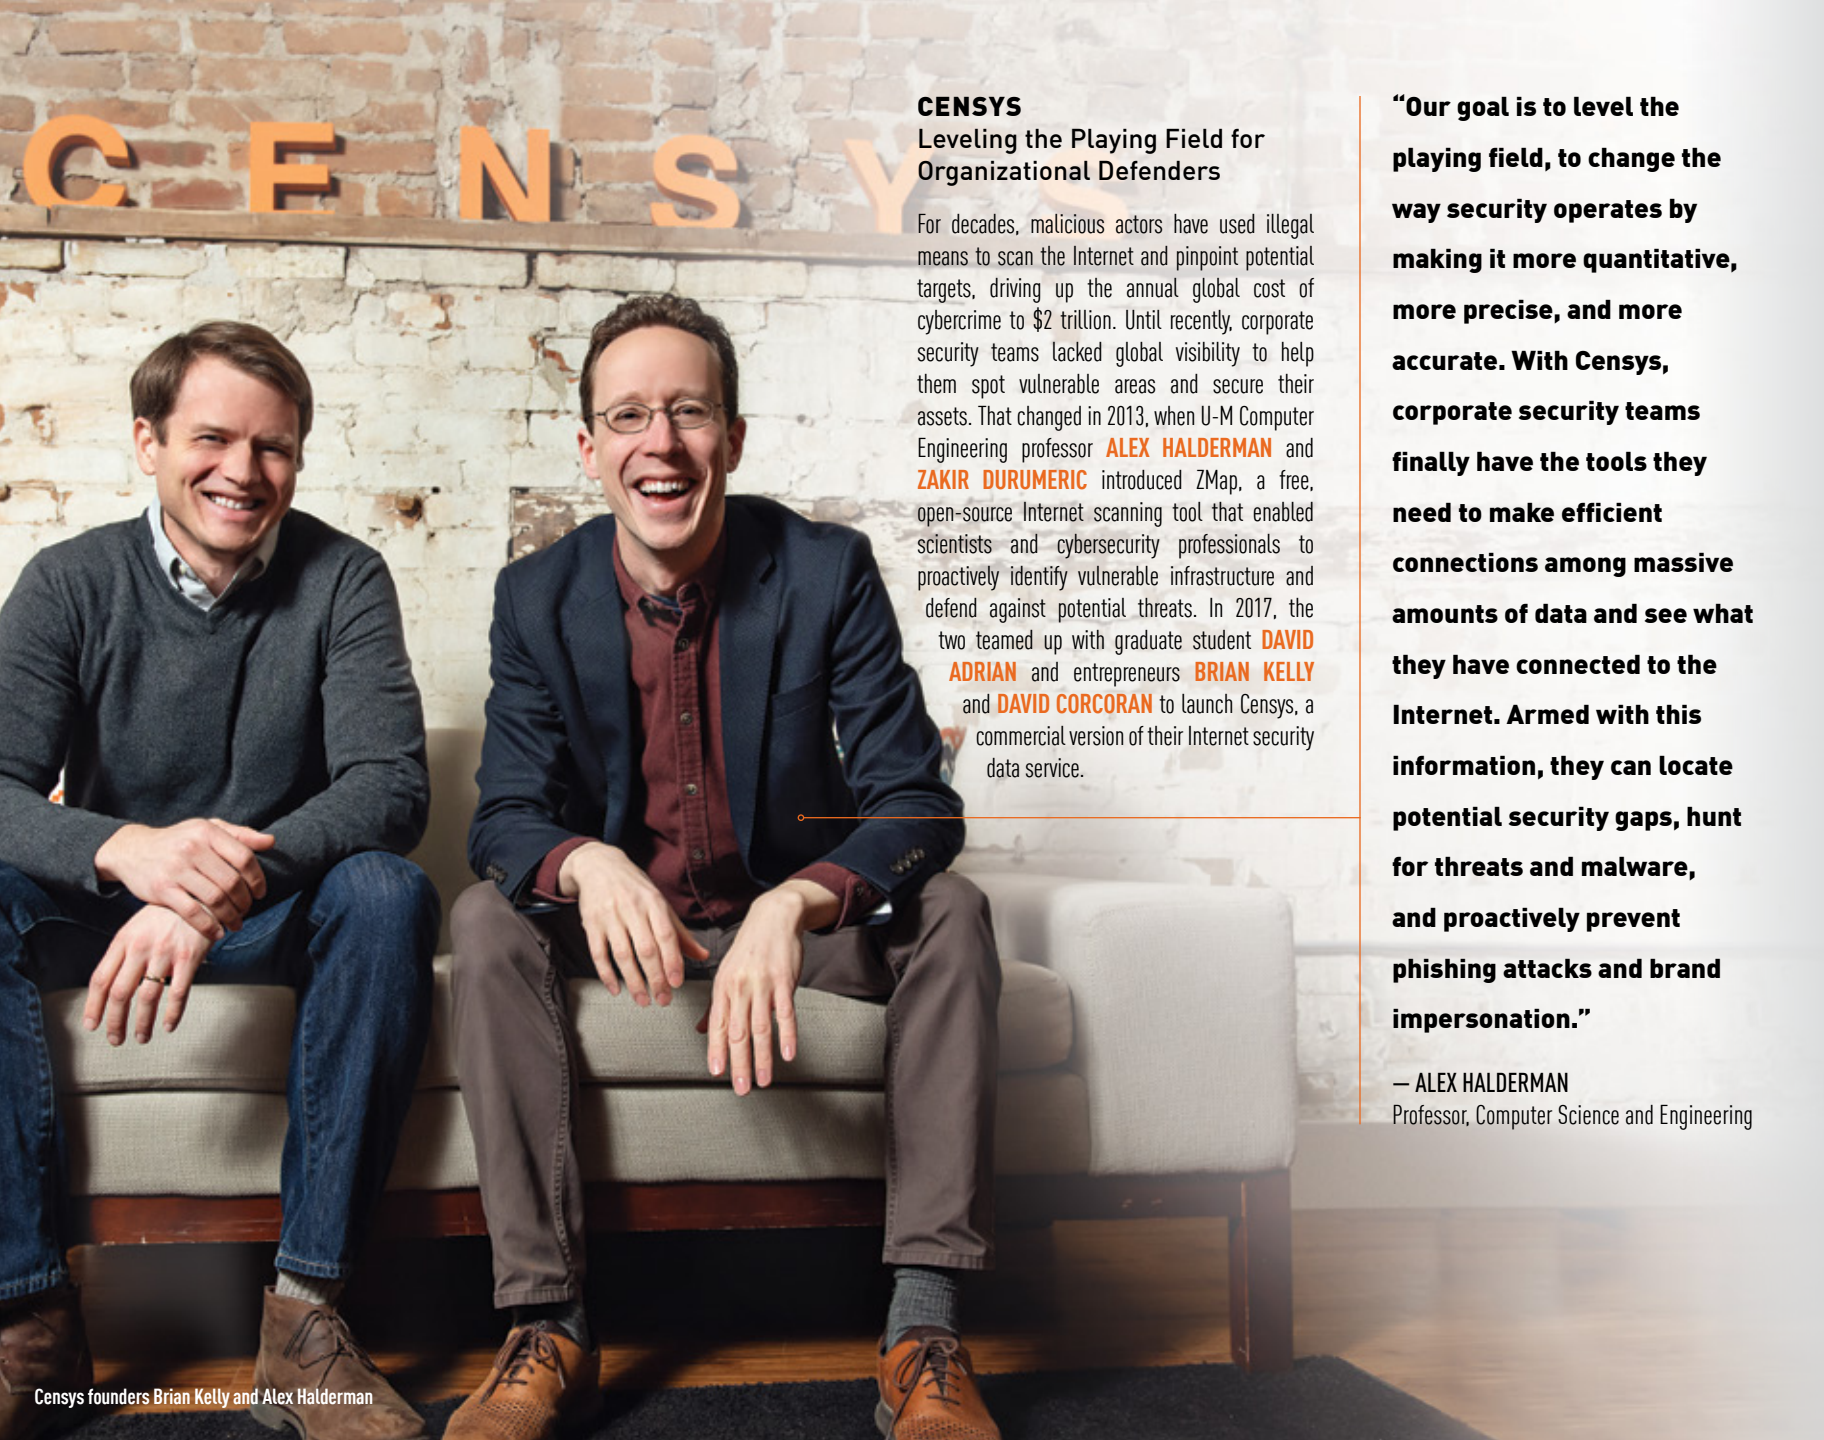 CENSYS
CENSYS
Leveling the Playing Field for
Organizational Defenders
For decades, malicious actors have used illegal
means to scan the Internet and pinpoint potential
targets, driving up the annual global cost of
cybercrime to $2 trillion. Until recently, corporate
security teams lacked global visibility to help
them spot vulnerable areas and secure their
assets. That changed in 2013, when U-M Computer
Engineering professor ALEX HALDERMAN and
ZAKIR DURUMERIC introduced ZMap, a free,
open-source Internet scanning tool that enabled
scientists and cybersecurity professionals to
proactively identify vulnerable infrastructure and
defend against potential threats. In 2017, the
two teamed up with graduate student DAVID
ADRIAN and entrepreneurs BRIAN KELLY
and DAVID CORCORAN to launch Censys, a
commercial version of their Internet security
data service.
“Our goal is to level the
playing field, to change the
way security operates by
making it more quantitative,
more precise, and more
accurate. With Censys,
corporate security teams
finally have the tools they
need to make efficient
connections among massive
amounts of data and see what
they have connected to the
Internet. Armed with this
information, they can locate
potential security gaps, hunt
for threats and malware,
and proactively prevent
phishing attacks and brand
impersonation.”
— ALEX HALDERMAN
Professor, Computer Science and Engineering
Censys founders Brian Kelly and Alex Halderman